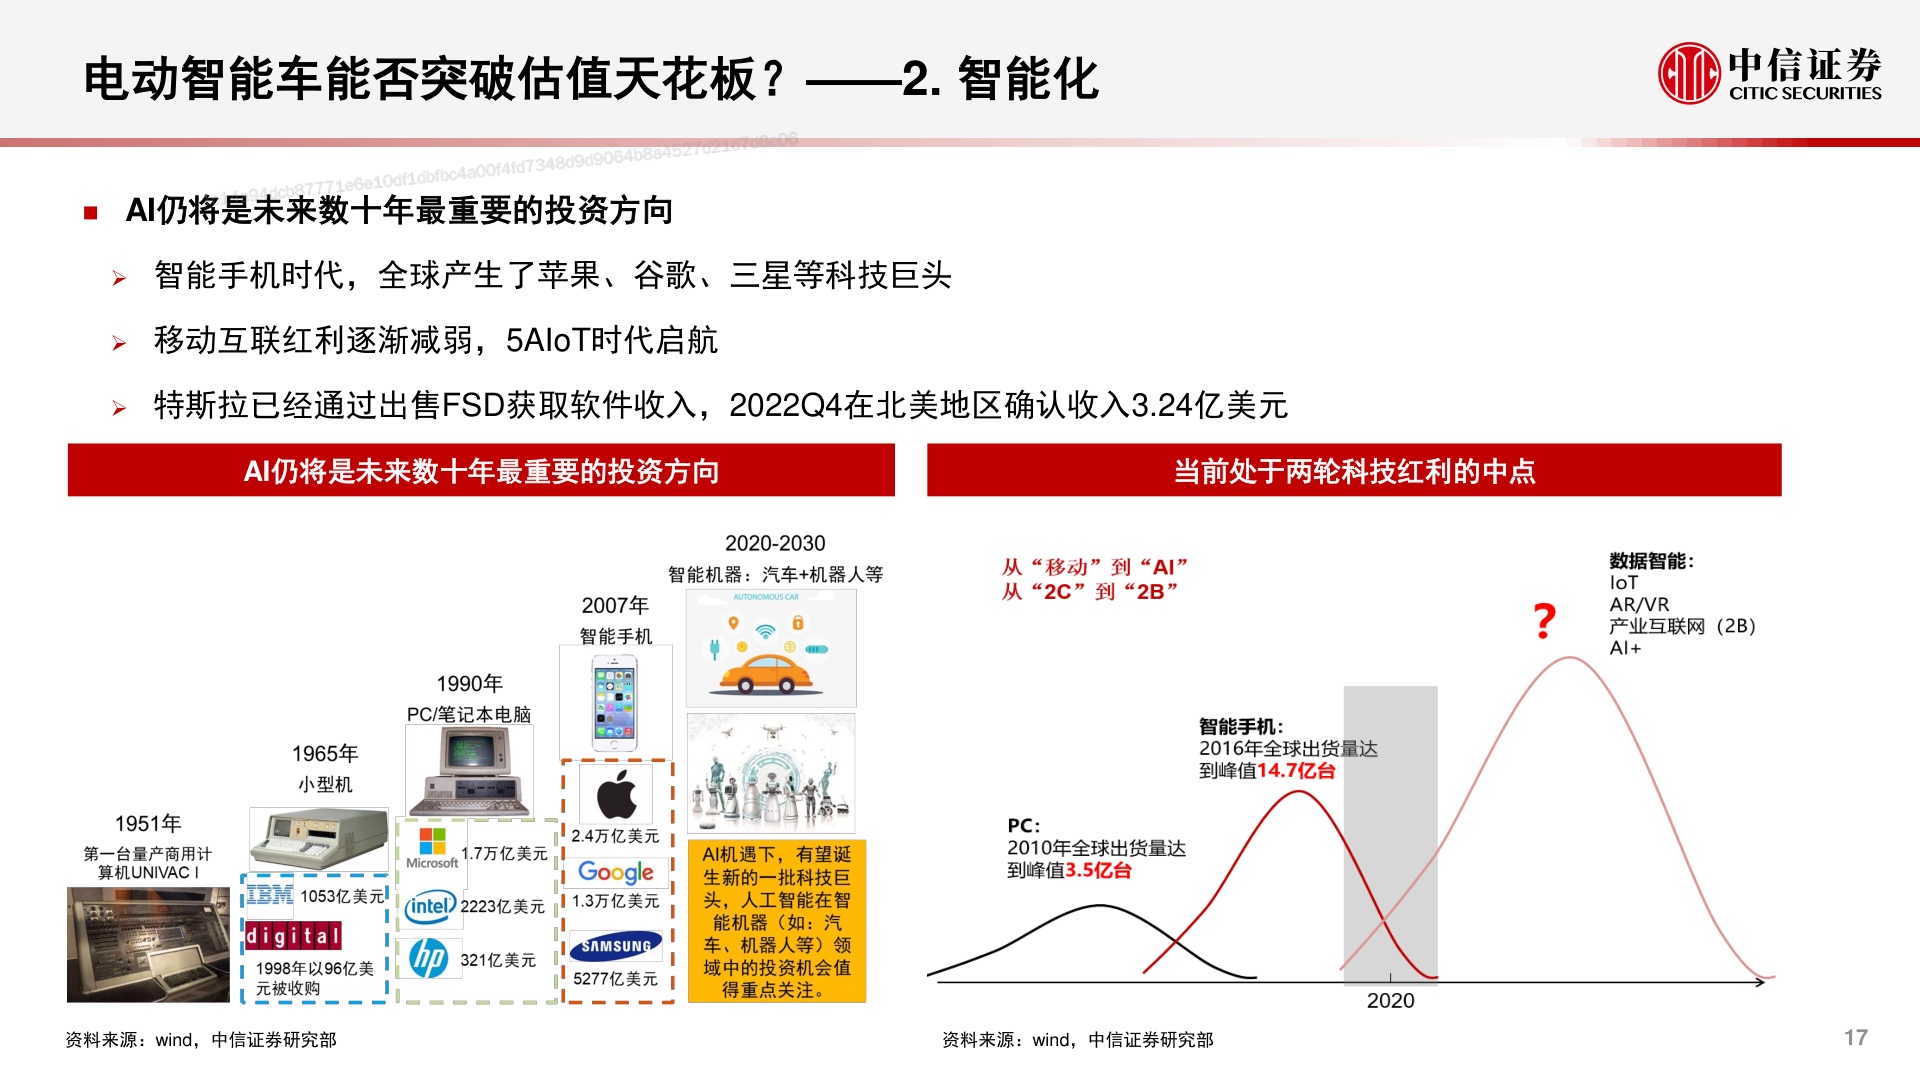 电动智能车能否突破估值天花板？——2. 智能化
中信证券
CITIC SECURITIES
AI仍将是未来数十年最重要的投资方向
智能手机时代，全球产生了苹果、谷歌、三星等科技巨头
移动互联红利逐渐减弱，5AIoT时代启航
特斯拉已经通过出售FSD获取软件收入，2022Q4在北美地区确认收入3.24亿美元
AI仍将是未来数十年最重要的投资方向
2020-2030
智能机器：汽车+机器人等
AUTONOMOUS CAR
2007年
智能手机
1990年
PC/笔记本电脑
1965年
小型机
1951年
第一台量产商用计
算机UNIVAC I
IBM
1053亿美元
digital
1998年以96亿美
元被收购
Microsoft
1.7万亿美元
intel
2223亿美元
hp
321亿美元
2.4万亿美元
Google
1.3万亿美元
SAMSUNG
5277亿美元
AI机遇下，有望诞
生新的一批科技巨
头，人工智能在智
能机器（如：汽
车、机器人等）领
域中的投资机会值
得重点关注。
资料来源：wind，中信证券研究部
当前处于两轮科技红利的中点
从“移动”到“AI”
从“2C”到“2B”
数据智能：
IoT
AR/VR
产业互联网（2B）
AI+
?
智能手机：
2016年全球出货量达
到峰值14.7亿台
PC：
2010年全球出货量达
到峰值3.5亿台
2020
资料来源：wind，中信证券研究部
17